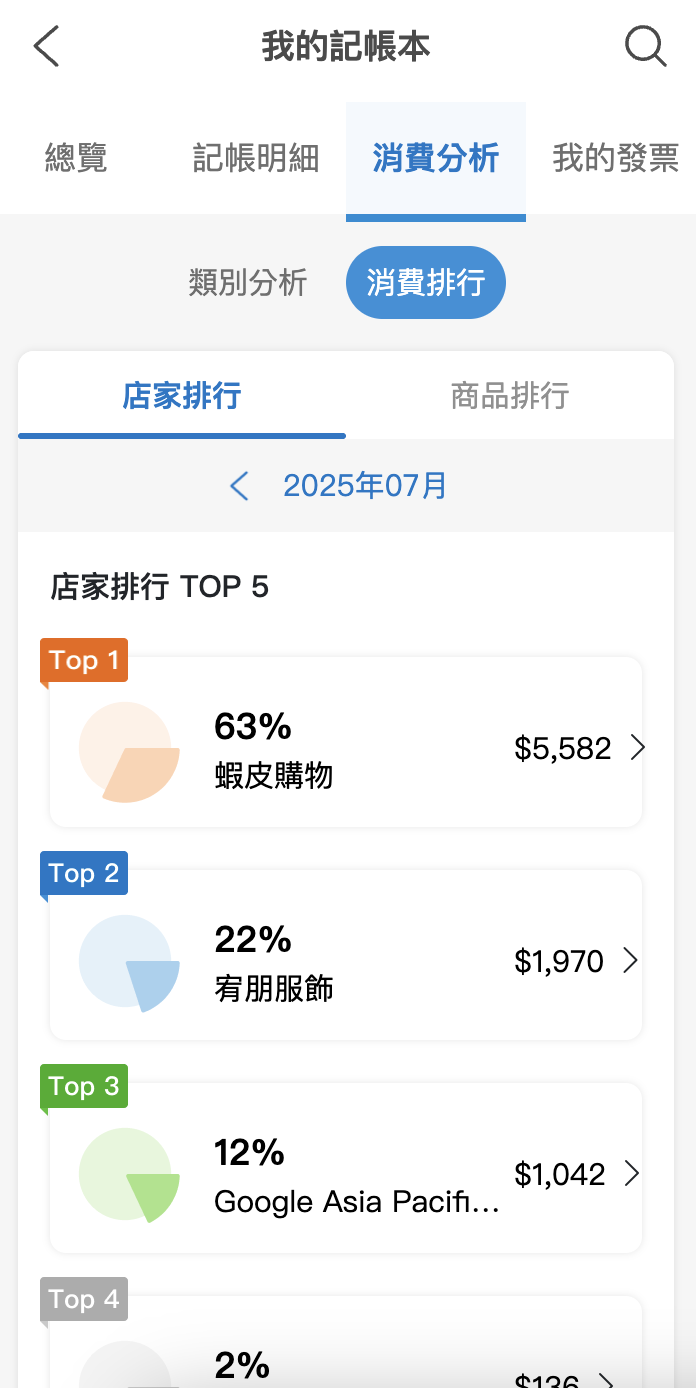 我的記帳本
總覽 記帳明細 消費分析 我的發票
類別分析 消費排行
店家排行 商品排行
2025年07月
店家排行 TOP 5
Top 1
63%
蝦皮購物
$5,582
Top 2
22%
宥朋服飾
$1,970
Top 3
12%
Google Asia Pacifi...
$1,042
Top 4
2%
$136